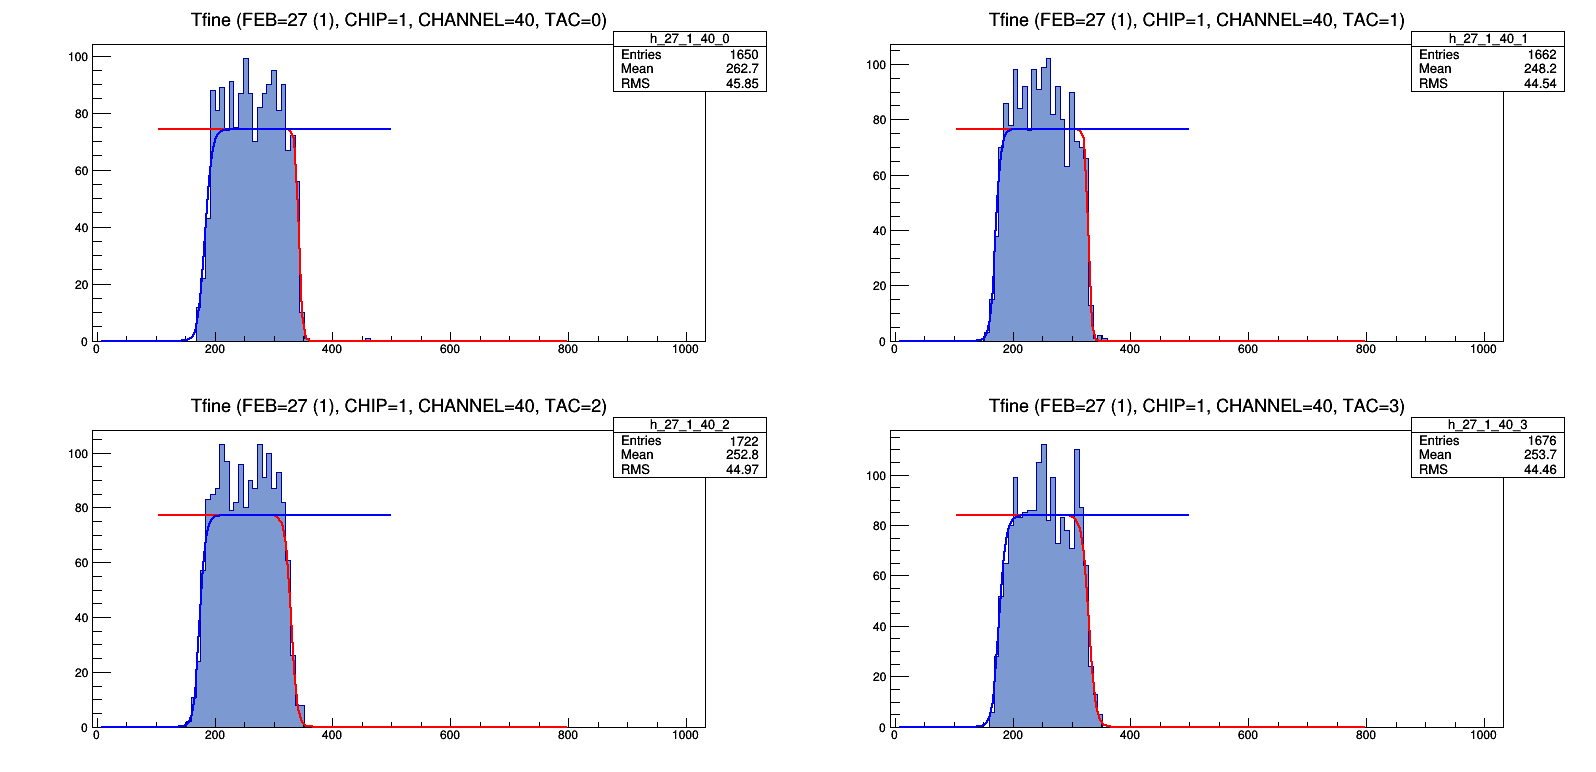 Tfine (FEB=27 (1), CHIP=1, CHANNEL=40, TAC=0)
h_27_1_40_0
Entries 1650
Mean 262.7
RMS 45.85
100
80
60
40
20
0
0 200 400 600 800 1000
Tfine (FEB=27 (1), CHIP=1, CHANNEL=40, TAC=1)
h_27_1_40_1
Entries 1662
Mean 248.2
RMS 44.54
100
80
60
40
20
0
0 200 400 600 800 1000
Tfine (FEB=27 (1), CHIP=1, CHANNEL=40, TAC=2)
h_27_1_40_2
Entries 1722
Mean 252.8
RMS 44.97
100
80
60
40
20
0
0 200 400 600 800 1000
Tfine (FEB=27 (1), CHIP=1, CHANNEL=40, TAC=3)
h_27_1_40_3
Entries 1676
Mean 253.7
RMS 44.46
100
80
60
40
20
0
0 200 400 600 800 1000